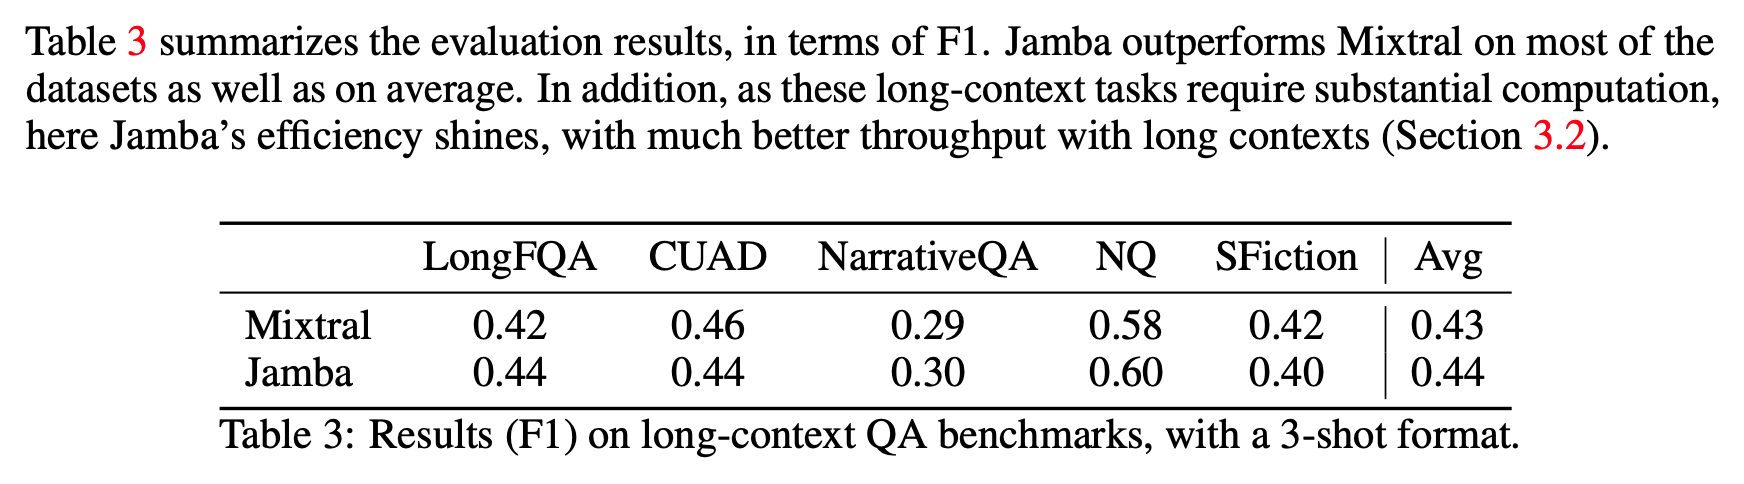 Table 3 summarizes the evaluation results, in terms of F1. Jamba outperforms Mixtral on most of the
datasets as well as on average. In addition, as these long-context tasks require substantial computation,
here Jamba’s efficiency shines, with much better throughput with long contexts (Section 3.2).
LongFQA CUAD NarrativeQA NQ SFiction Avg
Mixtral 0.42 0.46 0.29 0.58 0.42 0.43
Jamba 0.44 0.44 0.30 0.60 0.40 0.44
Table 3: Results (F1) on long-context QA benchmarks, with a 3-shot format.